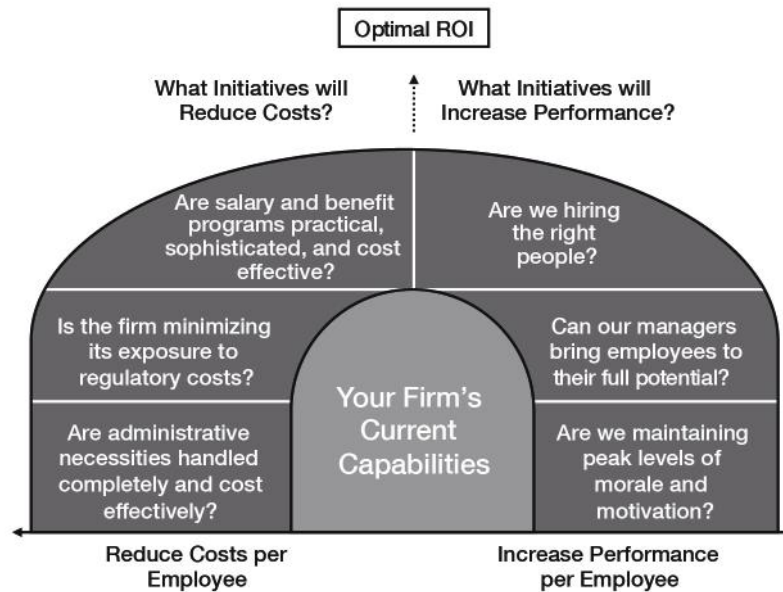 Optimal ROI
What Initiatives will
Reduce Costs?
What Initiatives will
Increase Performance?
Are salary and benefit
programs practical,
sophisticated, and cost
effective?
Are we hiring
the right
people?
Is the firm minimizing
its exposure to
regulatory costs?
Can our managers
bring employees to
their full potential?
Your Firm's
Current
Capabilities
Are administrative
necessities handled
completely and cost
effectively?
Are we maintaining
peak levels of
morale and
motivation?
Reduce Costs per
Employee
Increase Performance
per Employee